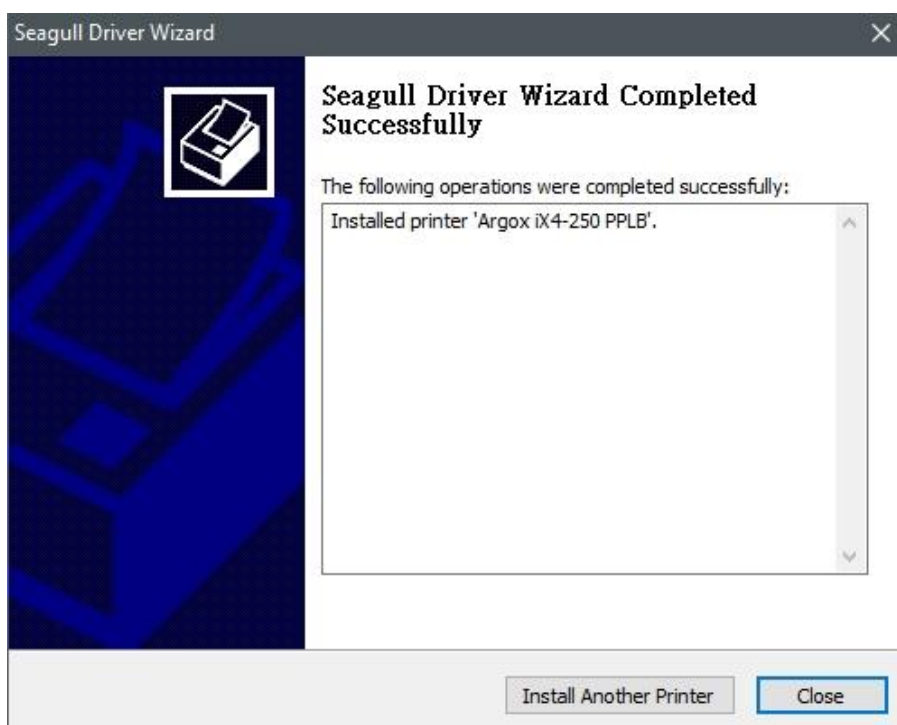 Seagull Driver Wizard
Seagull Driver Wizard Completed
Successfully
The following operations were completed successfully:
Installed printer 'Argox iX4-250 PPLB'.
Install Another Printer
Close